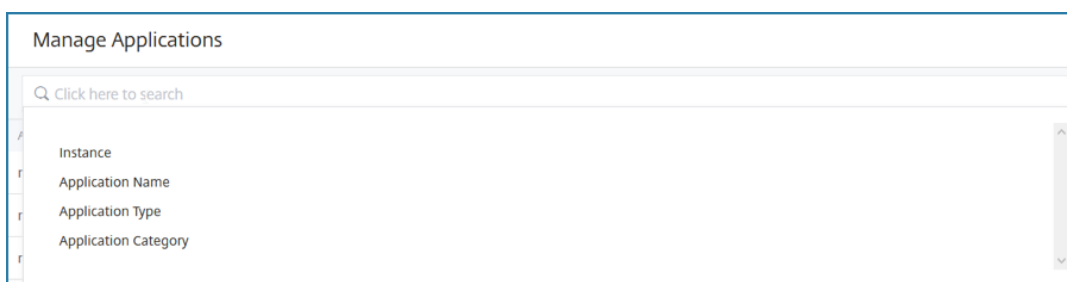 Manage Applications
Click here to search
Instance
Application Name
Application Type
Application Category